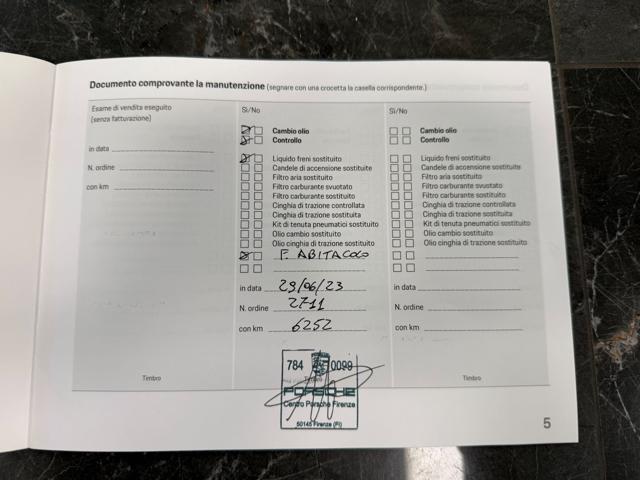 Documento comprovante la manutenzione (segnare con una crocetta la casella corrispondente.)
Esame di vendita eseguito
(senza fatturazione)
in data
N. ordine
con km
Timbro
Sì/No
Cambio olio
Controllo
Liquido freni sostituito
Candele di accensione sostituite
Filtro aria sostituito
Filtro carburante svuotato
Filtro carburante sostituito
Cinghia di trazione controllata
Cinghia di trazione sostituita
Kit di tenuta pneumatici sostituito
Olio cambio sostituito
Olio cinghia di trazione sostituito
F. ABITACOLO
in data 29/06/23
N. ordine 2711
con km 6252
784 0090
Timbro
PORSCHE
Centro Porsche Firenze
50145 Firenze (FI)
Sì/No
Cambio olio
Controllo
Liquido freni sostituito
Candele di accensione sostituite
Filtro aria sostituito
Filtro carburante svuotato
Filtro carburante sostituito
Cinghia di trazione controllata
Cinghia di trazione sostituita
Kit di tenuta pneumatici sostituito
Olio cambio sostituito
Olio cinghia di trazione sostituito
in data
N. ordine
con km
Timbro
5